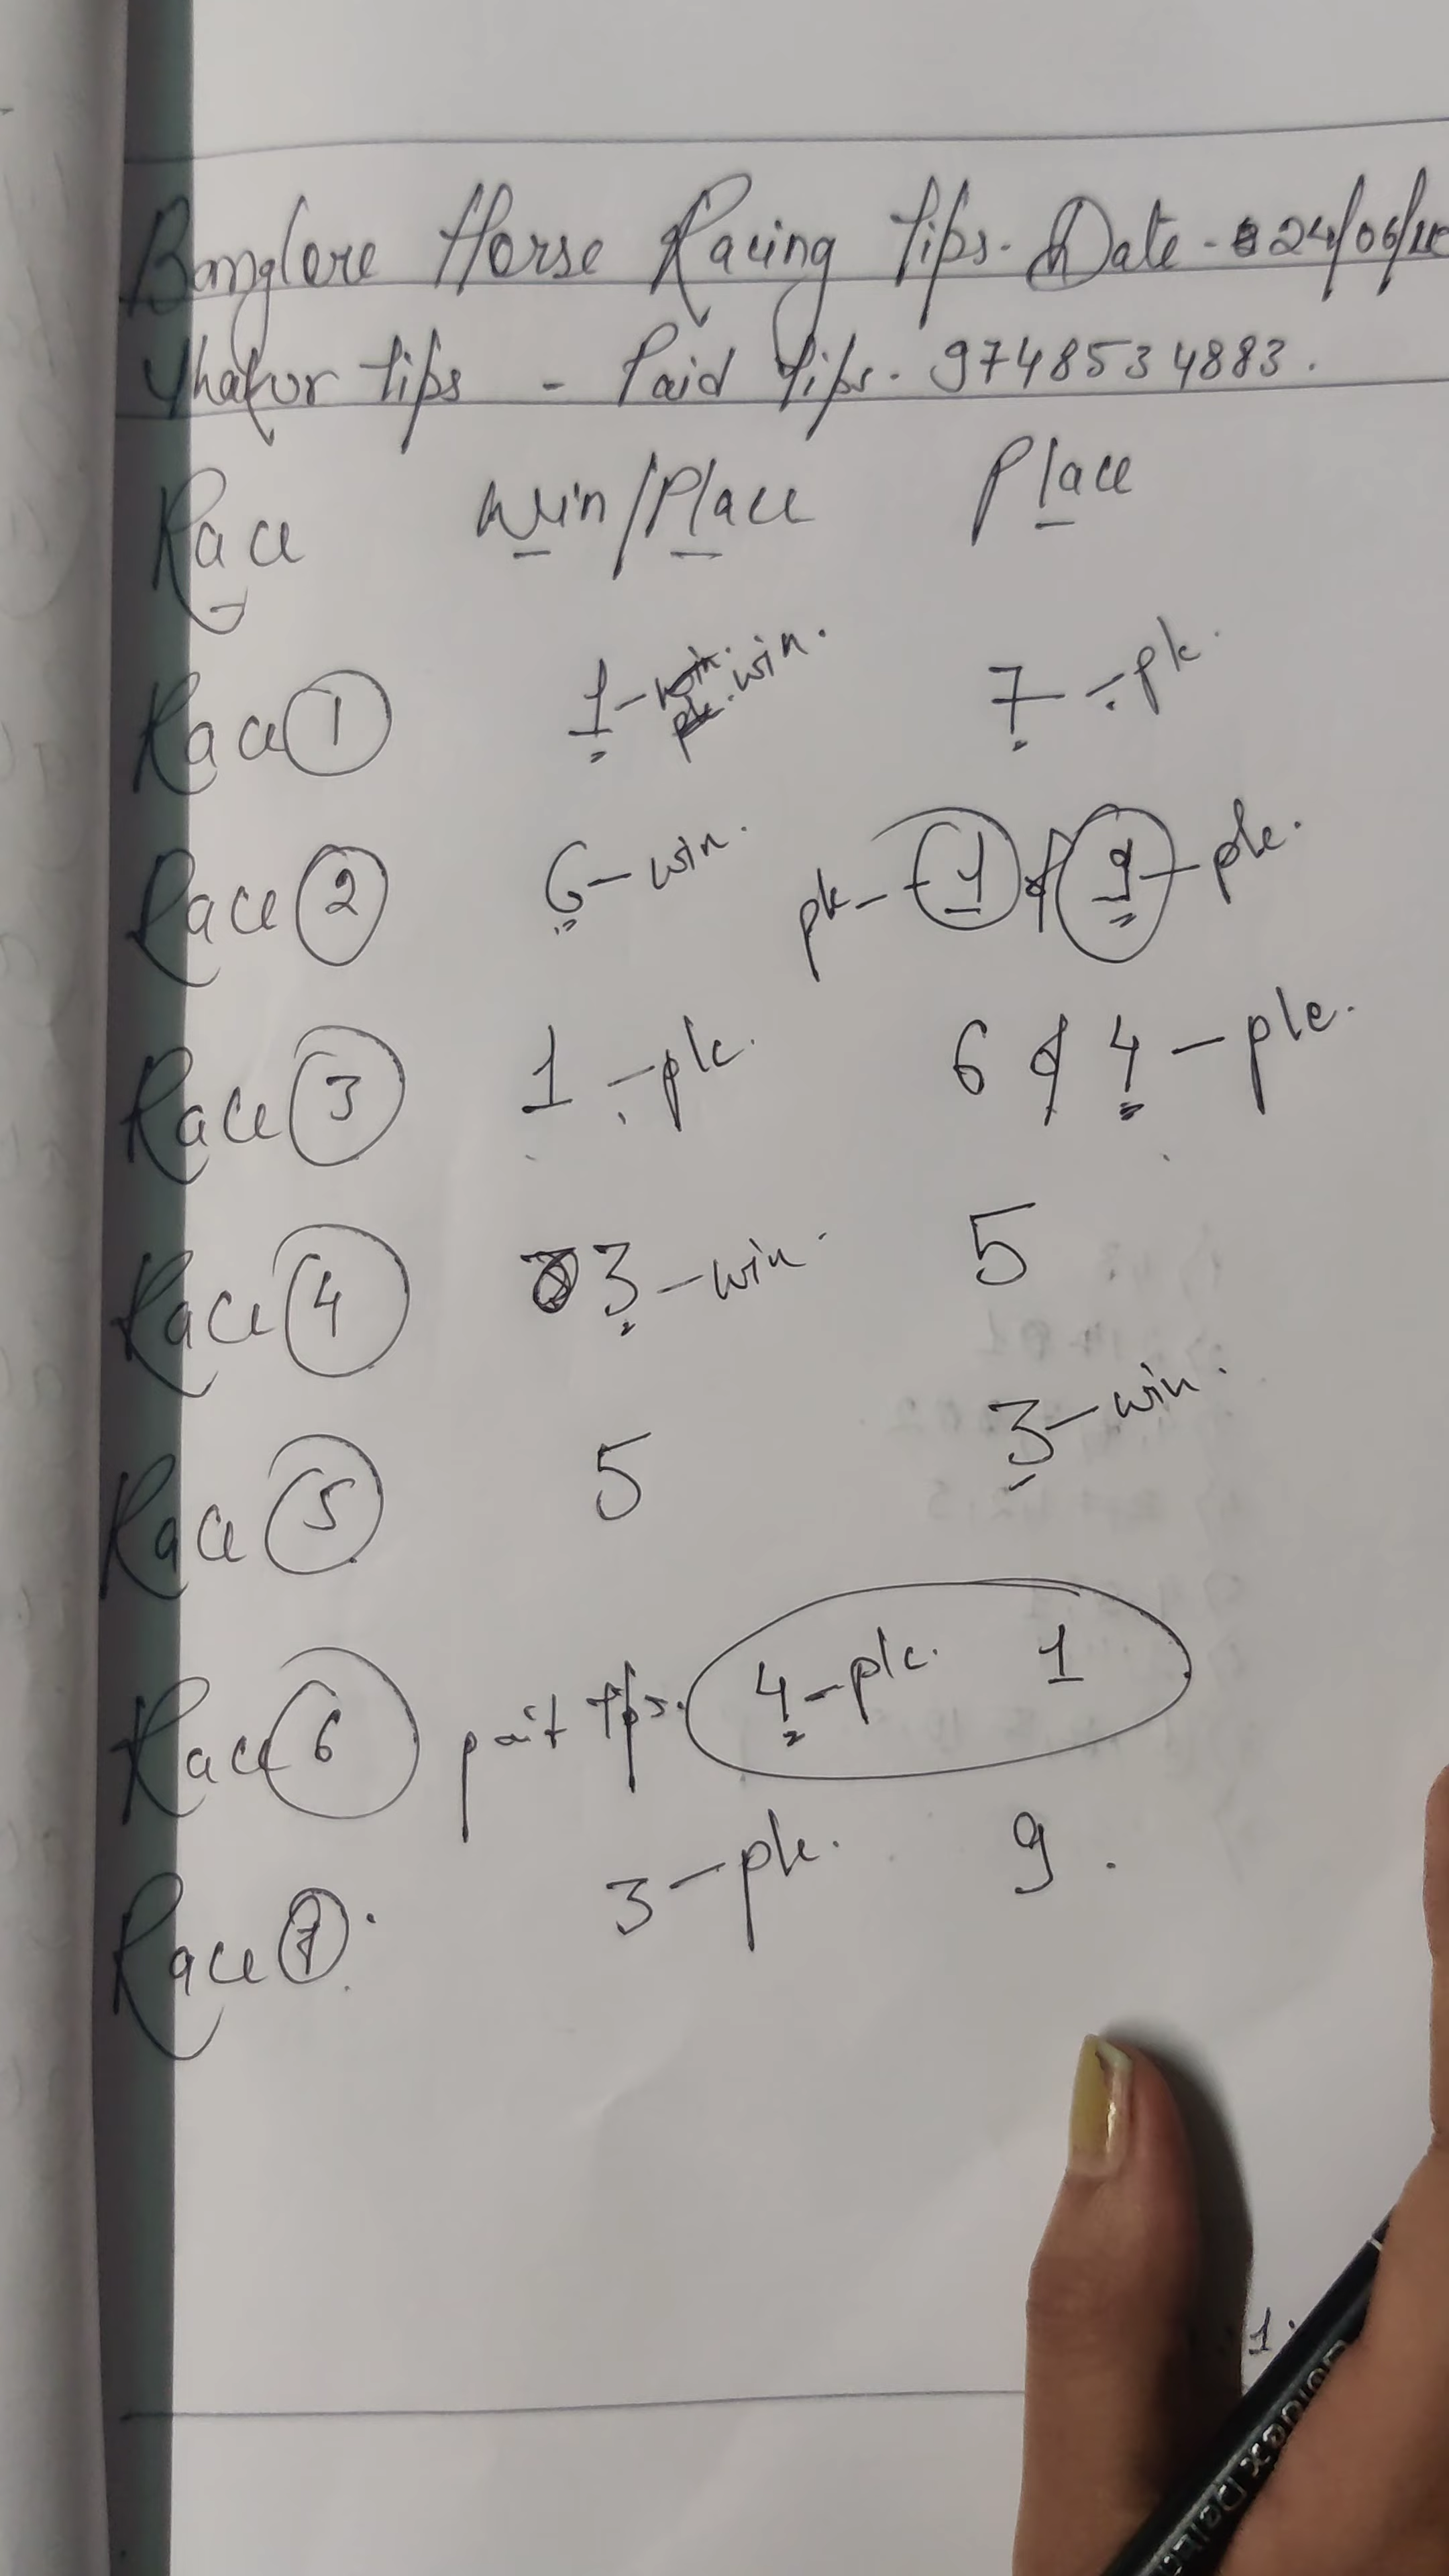 Banglore Horse Racing tips. Date - 24/06/
Thakur tips - Paid tips. 9748534883.
Race Win/Place Place
Race 1 1 - win. 7 - plc.
Race 2 6 - win. plc - 1 & 9 - plc.
Race 3 1 - plc. 6 & 4 - plc.
Race 4 3 - win. 5
Race 5 5 3 - win.
Race 6 tips. 4 - plc. 1
Race 7. 3 - plc. 9.
1.